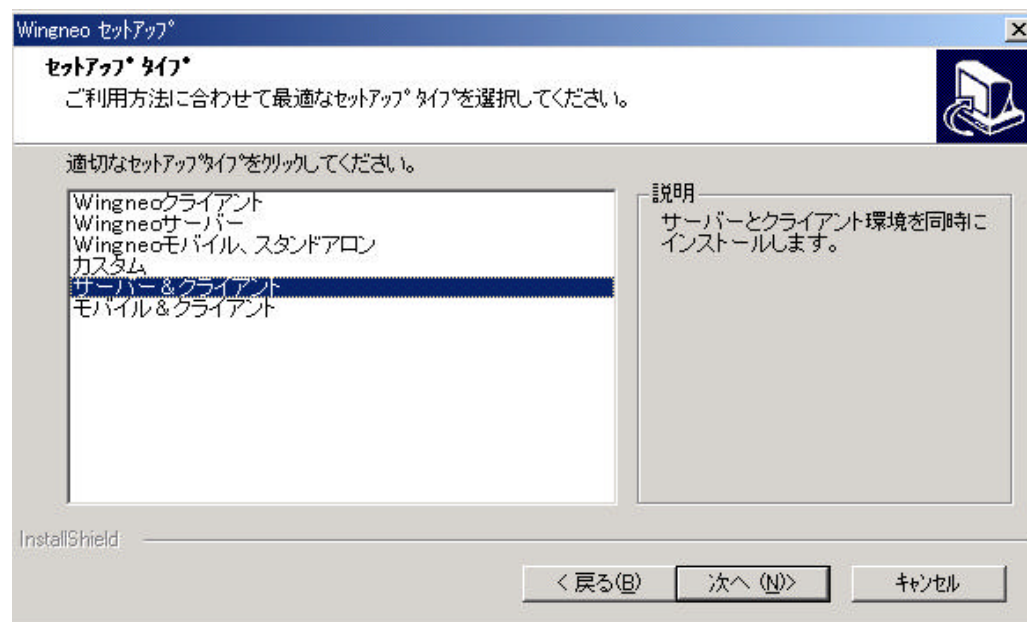 Wingneo ｾｯﾄｱｯﾌﾟ
ｾｯﾄｱｯﾌﾟ ﾀｲﾌﾟ
ご利用方法に合わせて最適なｾｯﾄｱｯﾌﾟ ﾀｲﾌﾟを選択してください。
適切なｾｯﾄｱｯﾌﾟﾀｲﾌﾟをｸﾘｯｸしてください。
Wingneoクライアント
Wingneoサーバー
Wingneoモバイル、スタンドアロン
カスタム
サーバー＆クライアント
モバイル＆クライアント
説明
サーバーとクライアント環境を同時に
インストールします。
InstallShield
< 戻る(B)
次へ (N)>
ｷｬﾝｾﾙ